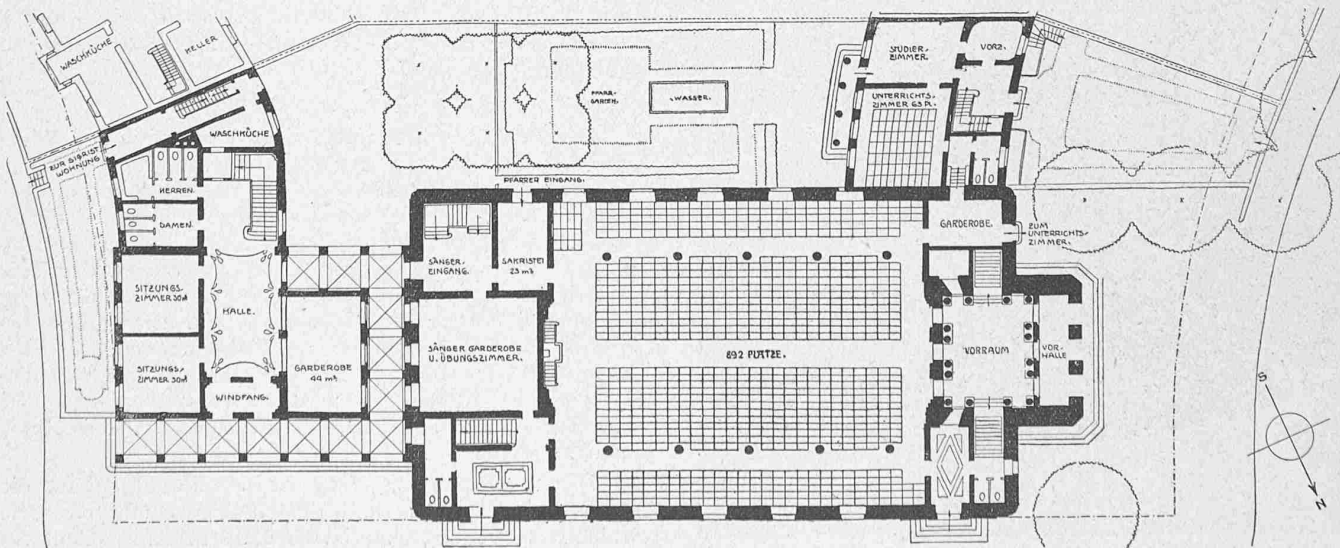 WASCHKÜCHE
KELLER
ZUR SIGRIST
WOHNUNG
WASCHKÜCHE
HERREN
DAMEN.
SITZUNGS
ZIMMER
HALLE.
SITZUNGS/
ZIMMER
WINDFANG.
GARDEROBE
44 m²
SÄNGER
EINGANG.
SAKRISTEI
23 m²
SÄNGER GARDEROBE
U. ÜBUNGSZIMMER.
PFARRER EINGANG.
PFARR
GARTEN.
WASSER.
STUDIER,
ZIMMER.
VORZ.
UNTERRICHTS,
ZIMMER 63 PL.
GARDEROBE.
ZUM
UNTERRICHTS,
ZIMMER.
892 PLÄTZE.
VORRAUM
VOR,
HALLE
S
N